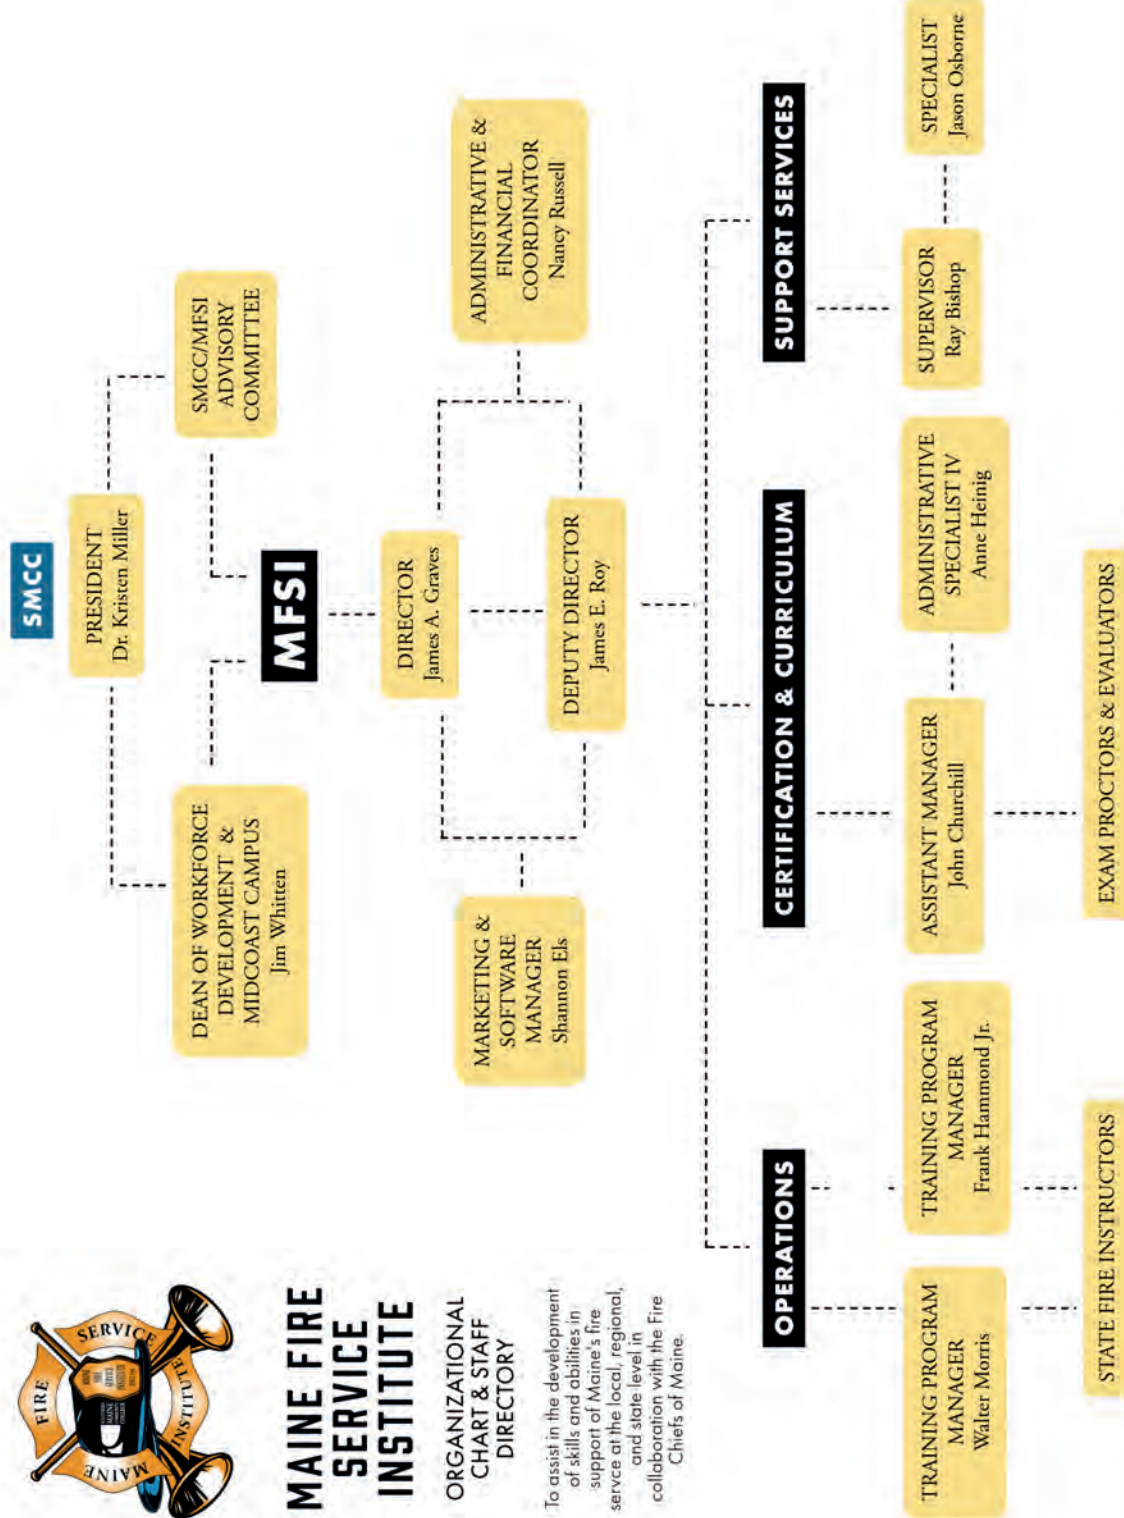 FIRE
SERVICE
MAINE
INSTITUTE
MAINE FIRE
SERVICE
INSTITUTE
ORGANIZATIONAL
CHART & STAFF
DIRECTORY
To assist in the development
of skills and abilities in
support of Maine's fire
servce at the local, regional,
and state level in
collaboration with the Fire
Chiefs of Maine.
SMCC
PRESIDENT
Dr. Kristen Miller
DEAN OF WORKFORCE
DEVELOPMENT &
MIDCOAST CAMPUS
Jim Whitten
SMCC/MFSI
ADVISORY
COMMITTEE
MFSI
DIRECTOR
James A. Graves
MARKETING &
SOFTWARE
MANAGER
Shannon Els
ADMINISTRATIVE &
FINANCIAL
COORDINATOR
Nancy Russell
DEPUTY DIRECTOR
James E. Roy
OPERATIONS
CERTIFICATION & CURRICULUM
SUPPORT SERVICES
TRAINING PROGRAM
MANAGER
Walter Morris
TRAINING PROGRAM
MANAGER
Frank Hammond Jr.
ASSISTANT MANAGER
John Churchill
ADMINISTRATIVE
SPECIALIST IV
Anne Heinig
SUPERVISOR
Ray Bishop
SPECIALIST
Jason Osborne
STATE FIRE INSTRUCTORS
EXAM PROCTORS & EVALUATORS